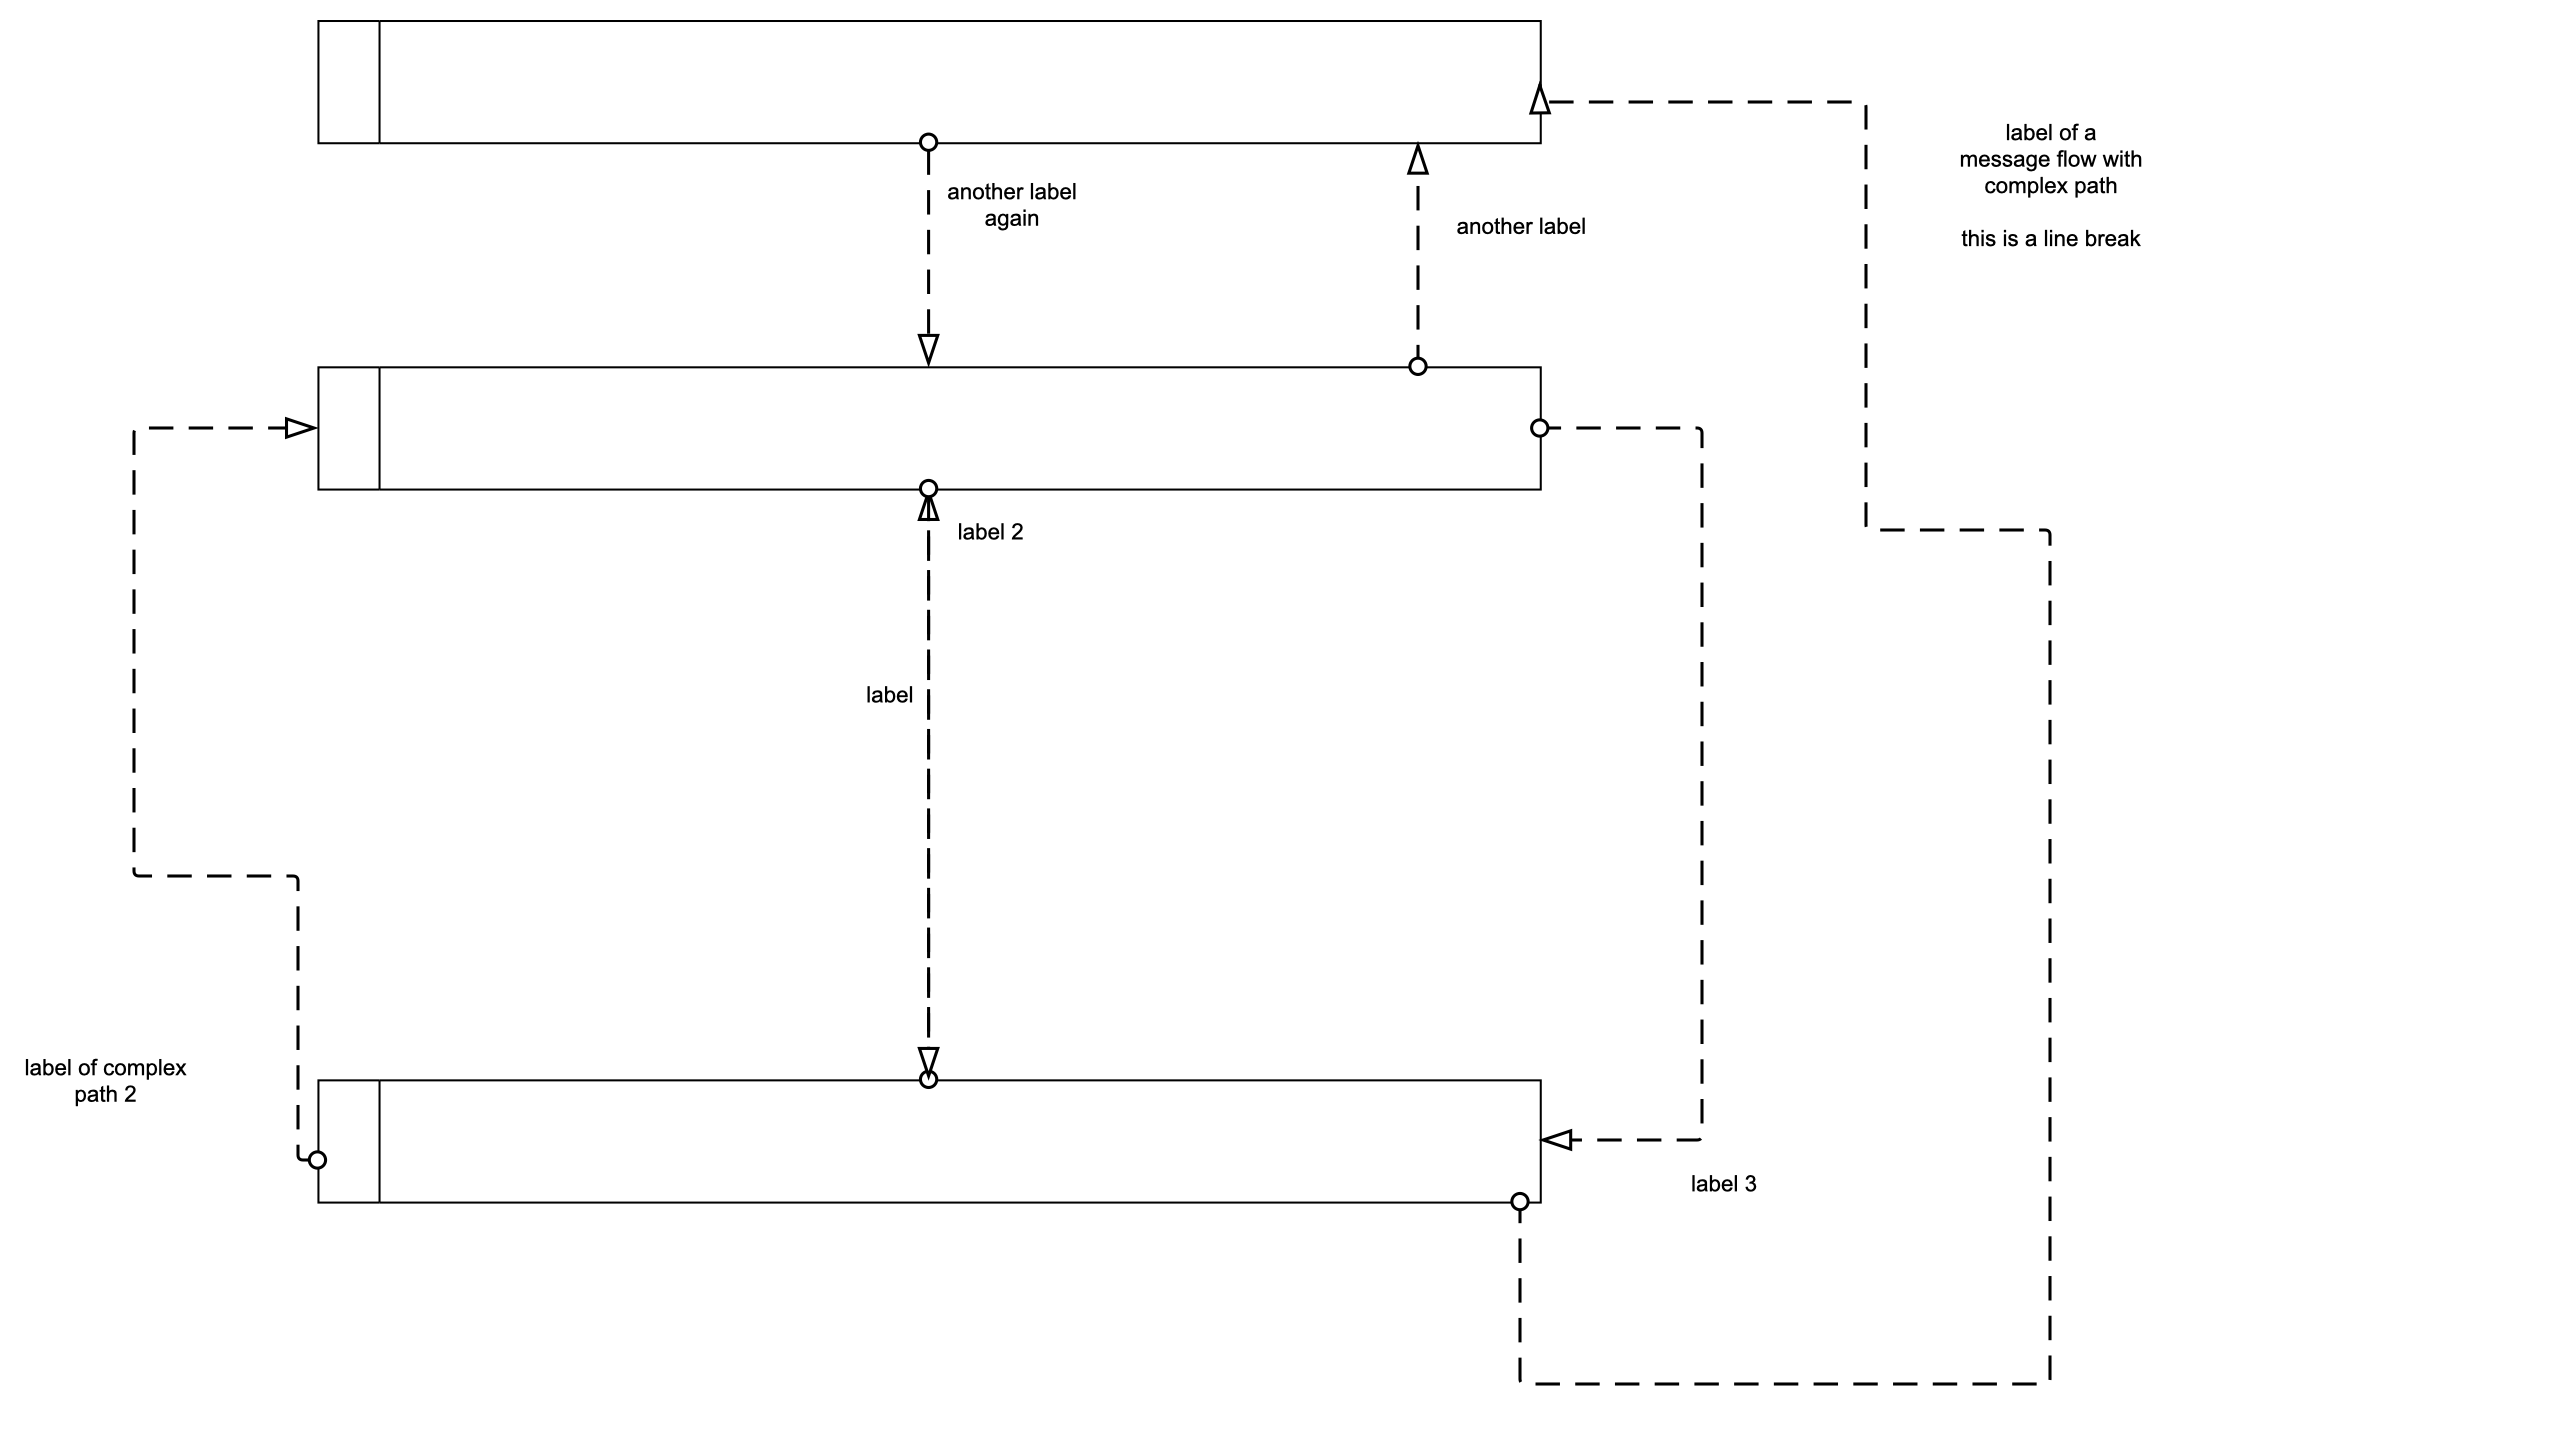 label of a
message flow with
complex path
this is a line break
another label
again
another label
label 2
label
label of complex
path 2
label 3